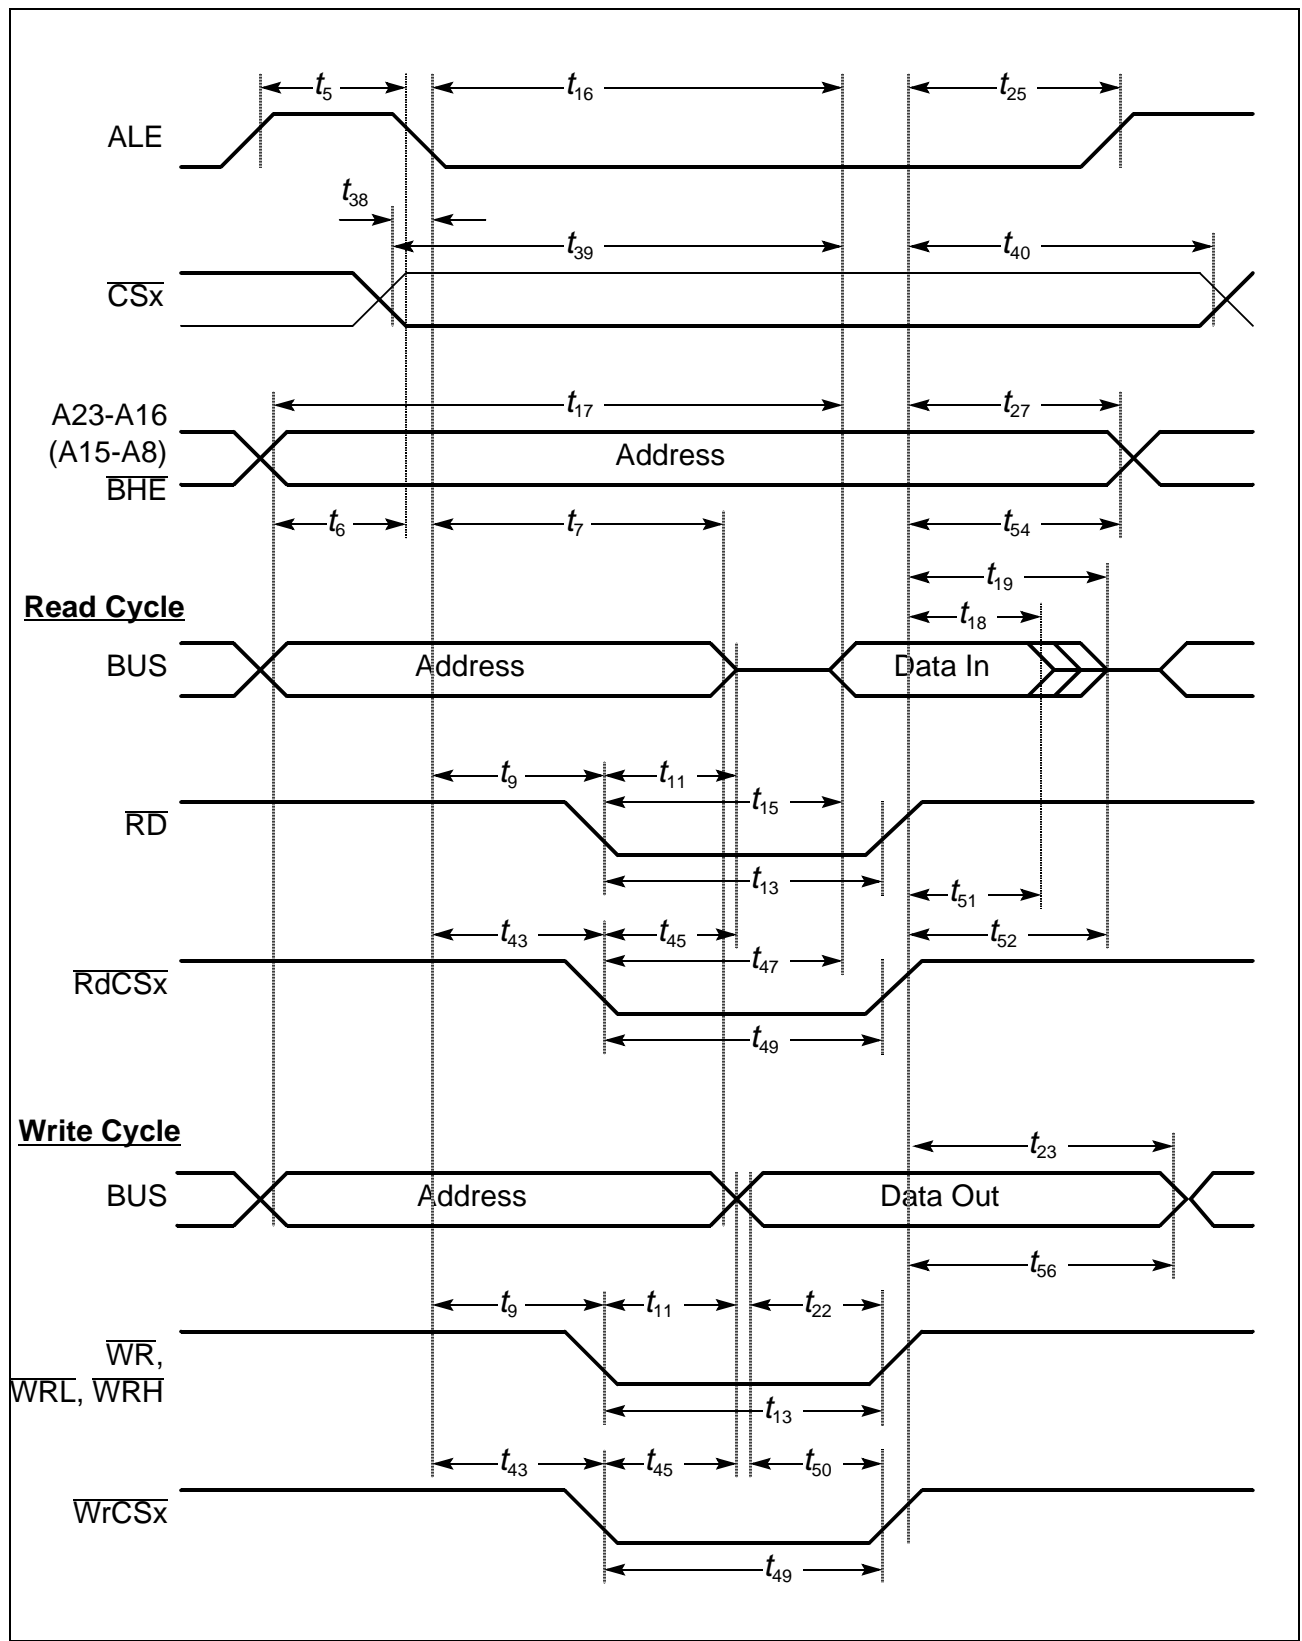 t5 t16 t25
ALE
t38
t39 t40
CSx
A23-A16 t17 t27
(A15-A8) Address
BHE
t6 t7 t54
t19
Read Cycle
t18
BUS Address Data In
t9 t11
t15
RD
t13 t51
t43 t45 t52
t47
RdCSx
t49
Write Cycle
t23
BUS Address Data Out
t56
t9 t11 t22
WR,
WRL, WRH
t13
t43 t45 t50
WrCSx
t49